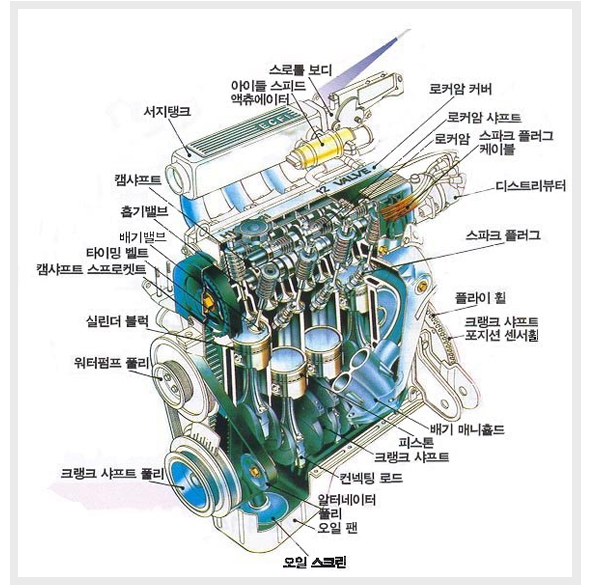 스로틀 보디
아이들 스피드
액츄에이터
서지탱크
로커암 커버
로커암 샤프트
로커암
스파크 플러그
케이블
12 VALVE
캠샤프트
디스트리뷰터
흡기밸브
배기밸브
스파크 플러그
타이밍 벨트
캠샤프트 스프로켓트
플라이 휠
실린더 블럭
크랭크 샤프트
포지션 센서휠
워터펌프 풀리
배기 매니홀드
피스톤
크랭크 샤프트
크랭크 샤프트 풀리
컨넥팅 로드
알터네이터
풀리
오일 팬
오일 스크린